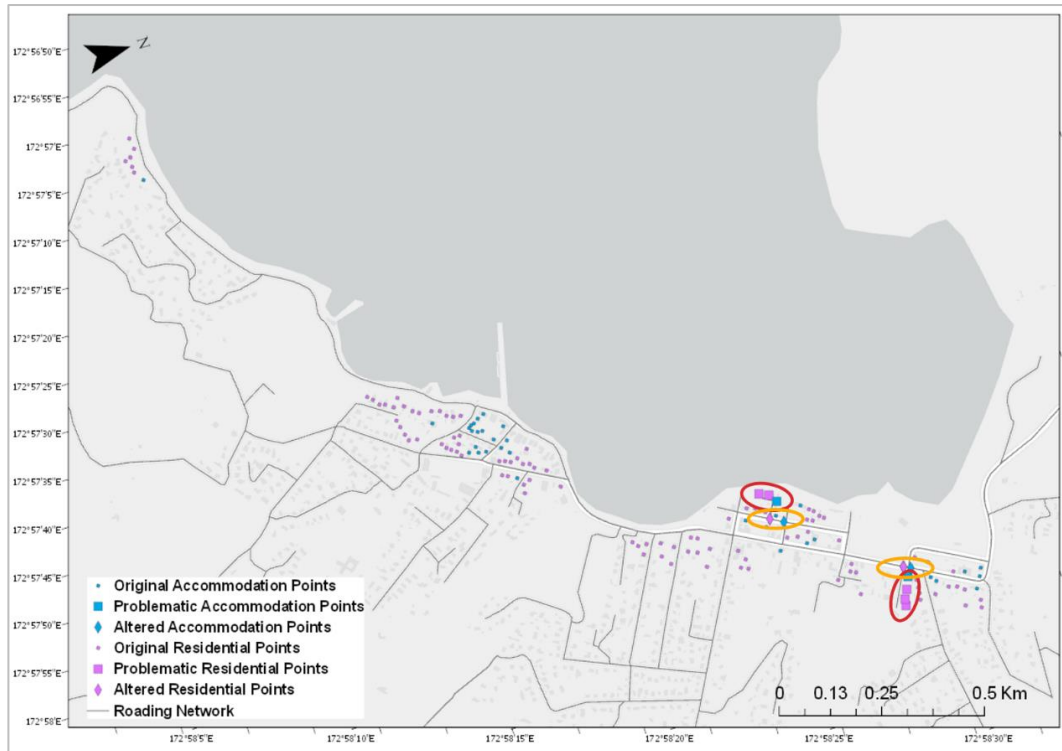 N
172°56'50"E
172°56'55"E
172°57'E
172°57'5"E
172°57'10"E
172°57'15"E
172°57'20"E
172°57'25"E
172°57'30"E
172°57'35"E
172°57'40"E
172°57'45"E
172°57'50"E
172°57'55"E
172°58'E
Original Accommodation Points
Problematic Accommodation Points
Altered Accommodation Points
Original Residential Points
Problematic Residential Points
Altered Residential Points
Roading Network
0 0.13 0.25 0.5 Km
172°58'5"E 172°58'10"E 172°58'15"E 172°58'20"E 172°58'25"E 172°58'30"E